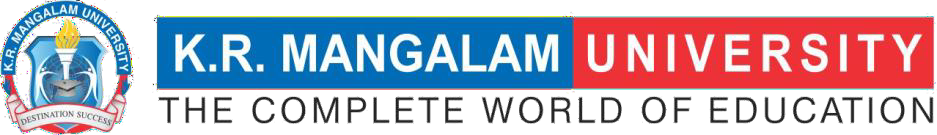 K.R. MANGALAM UNIVERSITY
DESTINATION SUCCESS
K.R. MANGALAM UNIVERSITY
THE COMPLETE WORLD OF EDUCATION